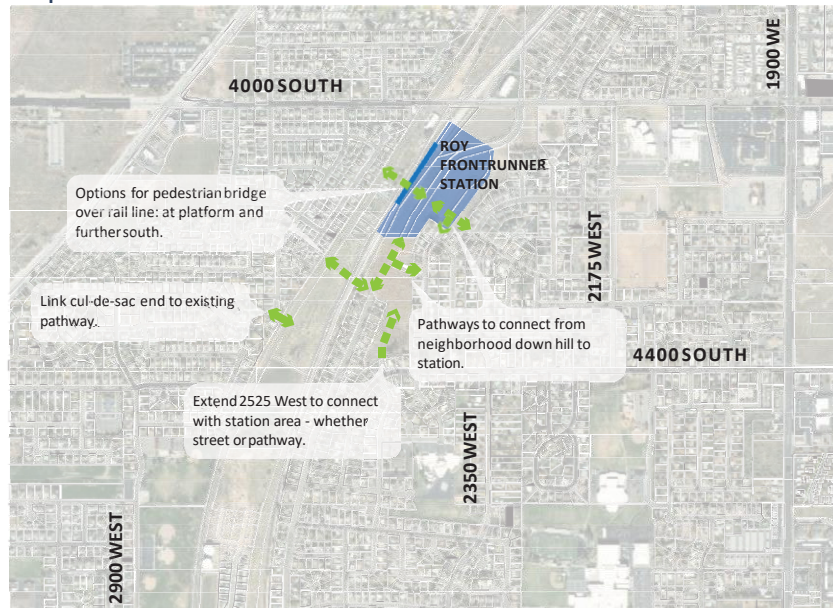 4000 SOUTH
1900 WE
ROY
FRONTRUNNER
STATION
Options for pedestrian bridge
over rail line: at platform and
further south.
2175 WEST
Link cul-de-sac end to existing
pathway.
Pathways to connect from
neighborhood down hill to
station.
4400 SOUTH
Extend 2525 West to connect
with station area - whether
street or pathway.
2350 WEST
2900 WEST